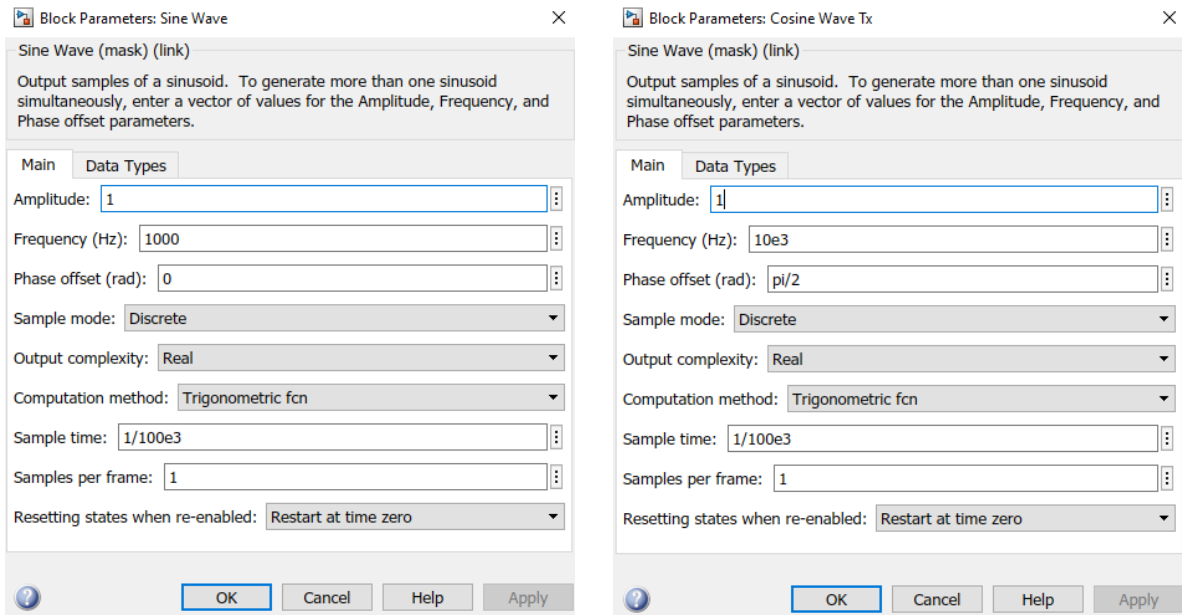 Block Parameters: Sine Wave
Sine Wave (mask) (link)
Output samples of a sinusoid.  To generate more than one sinusoid
simultaneously, enter a vector of values for the Amplitude, Frequency, and
Phase offset parameters.
Main
Data Types
Amplitude: 1
Frequency (Hz): 1000
Phase offset (rad): 0
Sample mode: Discrete
Output complexity: Real
Computation method: Trigonometric fcn
Sample time: 1/100e3
Samples per frame: 1
Resetting states when re-enabled: Restart at time zero
OK
Cancel
Help
Apply
Block Parameters: Cosine Wave Tx
Sine Wave (mask) (link)
Output samples of a sinusoid.  To generate more than one sinusoid
simultaneously, enter a vector of values for the Amplitude, Frequency, and
Phase offset parameters.
Main
Data Types
Amplitude: 1
Frequency (Hz): 10e3
Phase offset (rad): pi/2
Sample mode: Discrete
Output complexity: Real
Computation method: Trigonometric fcn
Sample time: 1/100e3
Samples per frame: 1
Resetting states when re-enabled: Restart at time zero
OK
Cancel
Help
Apply